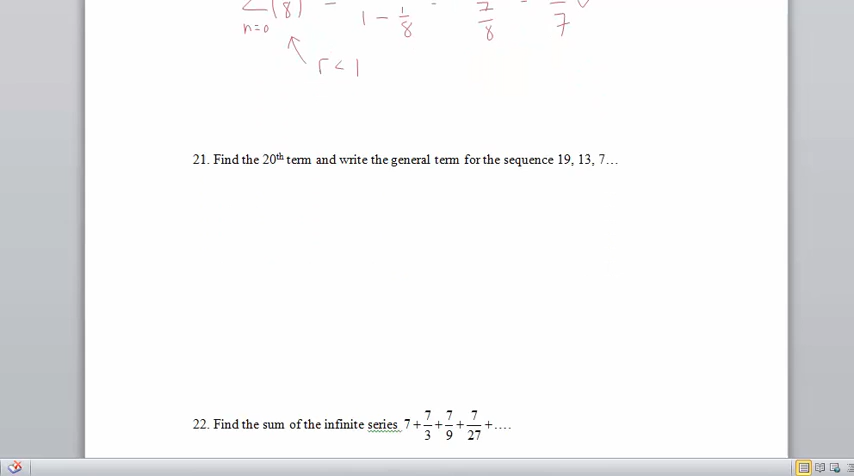 n=0 (8) 1 - 1/8 7/8 7
r < 1
21. Find the 20th term and write the general term for the sequence 19, 13, 7…
22. Find the sum of the infinite series 7 + 7/3 + 7/9 + 7/27 + ….